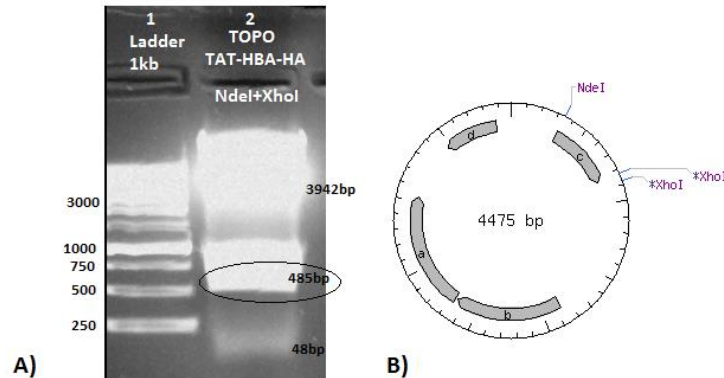 1
Ladder
1kb
2
TOPO
TAT-HBA-HA
NdeI+XhoI
3942bp
485bp
48bp
3000
1000
750
500
250
A)
NdeI
*XhoI
*XhoI
4475 bp
a
b
c
d
B)